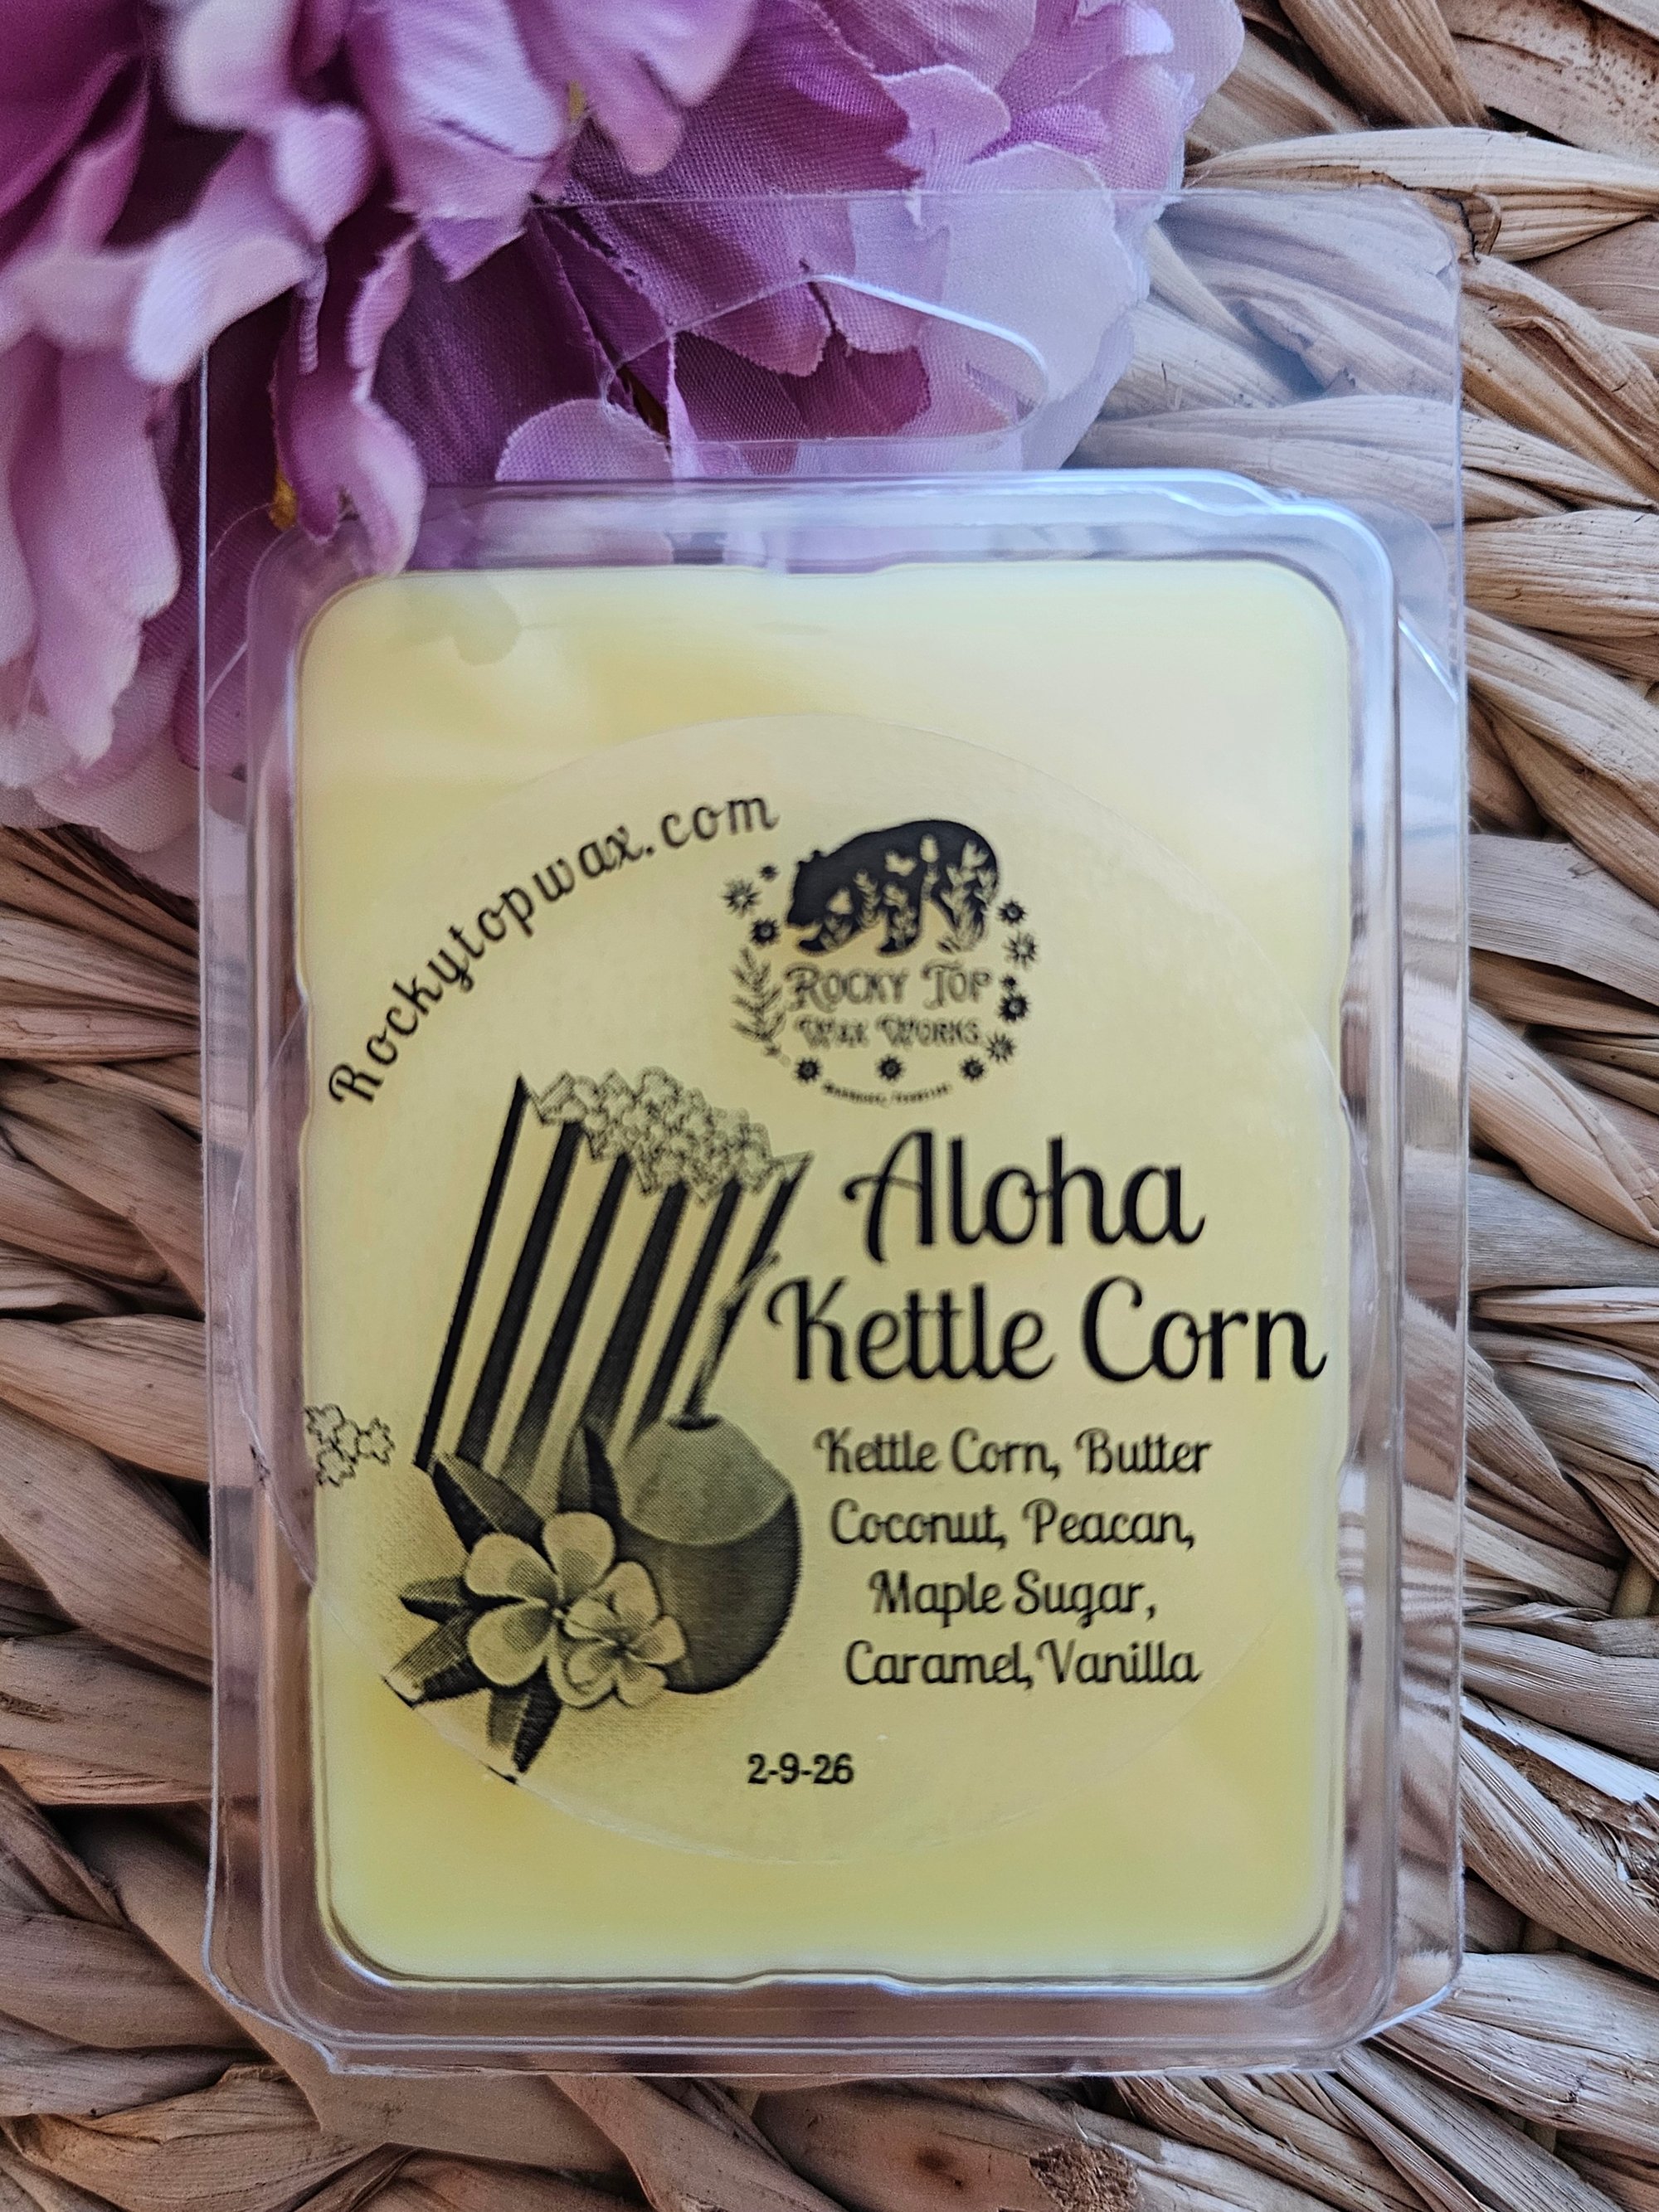 Rockytopwax.com
Rocky Top
Wax Works
Aloha
Kettle Corn
Kettle Corn, Butter
Coconut, Peacan,
Maple Sugar,
Caramel, Vanilla
2-9-26